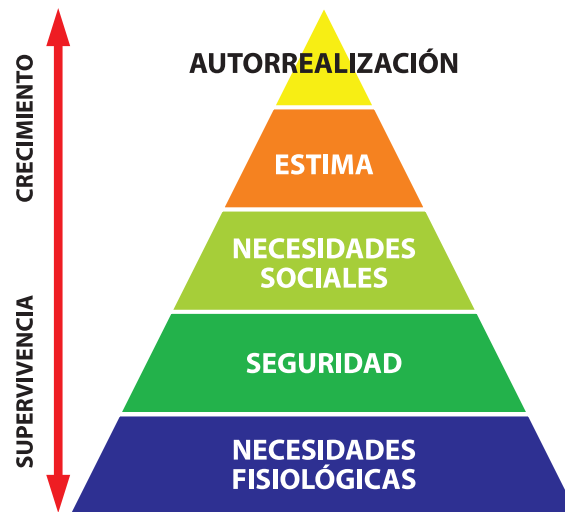 AUTORREALIZACIÓN
ESTIMA
NECESIDADES
SOCIALES
SEGURIDAD
NECESIDADES
FISIOLÓGICAS
CRECIMIENTO
SUPERVIVENCIA